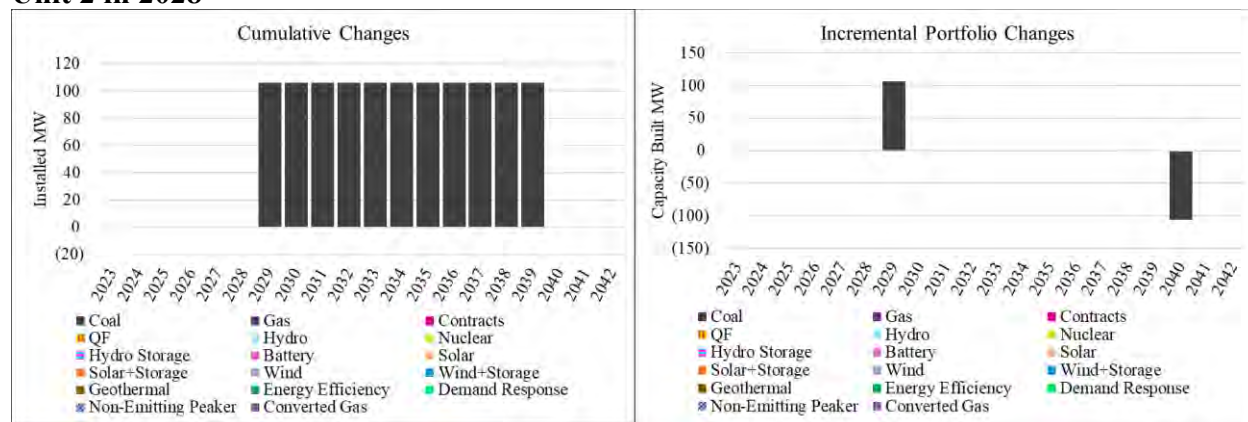 Unit 2 in 2028
Cumulative Changes
Installed MW
120
100
80
60
40
20
0
(20)
2023 2024 2025 2026 2027 2028 2029 2030 2031 2032 2033 2034 2035 2036 2037 2038 2039 2040 2041 2042
Coal Gas Contracts
QF Hydro Nuclear
Hydro Storage Battery Solar
Solar+Storage Wind Wind+Storage
Geothermal Energy Efficiency Demand Response
Non-Emitting Peaker Converted Gas
Incremental Portfolio Changes
Capacity Built MW
150
100
50
0
(50)
(100)
(150)
2023 2024 2025 2026 2027 2028 2029 2030 2031 2032 2033 2034 2035 2036 2037 2038 2039 2040 2041 2042
Coal Gas Contracts
QF Hydro Nuclear
Hydro Storage Battery Solar
Solar+Storage Wind Wind+Storage
Geothermal Energy Efficiency Demand Response
Non-Emitting Peaker Converted Gas